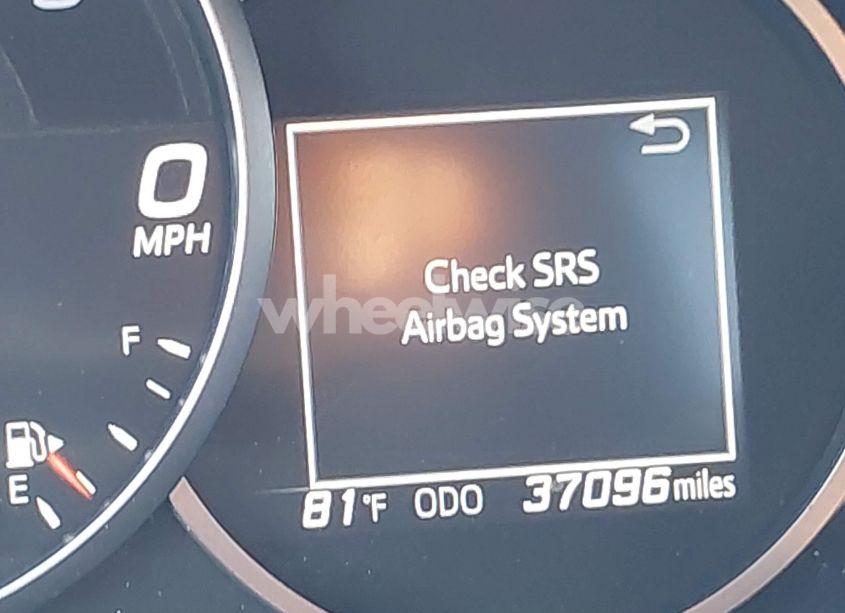 0
MPH
Check SRS
Airbag System
wheelwise
F
E
81°F ODO 37096 miles